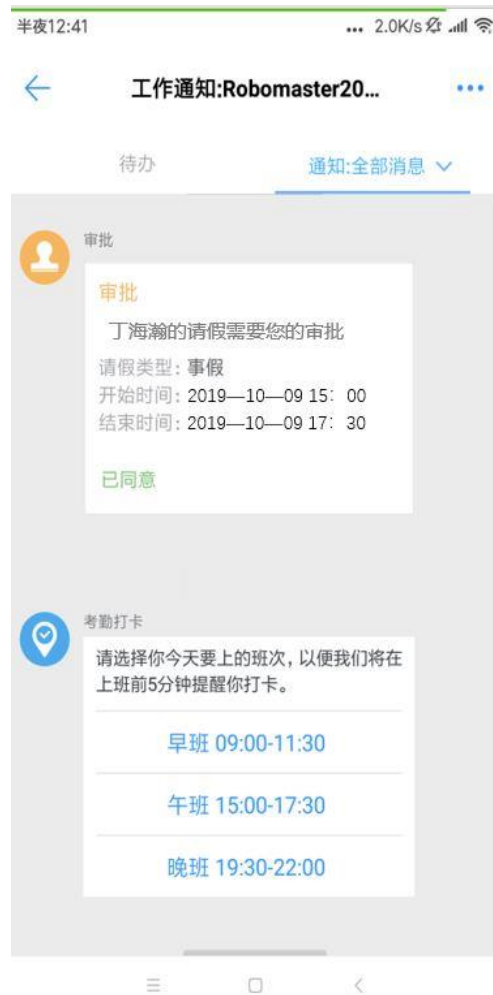 半夜12:41
... 2.0K/s
工作通知:Robomaster20...
待办
通知:全部消息
审批
审批
丁海瀚的请假需要您的审批
请假类型: 事假
开始时间: 2019—10—09 15: 00
结束时间: 2019—10—09 17: 30
已同意
考勤打卡
请选择你今天要上的班次，以便我们将在
上班前5分钟提醒你打卡。
早班 09:00-11:30
午班 15:00-17:30
晚班 19:30-22:00